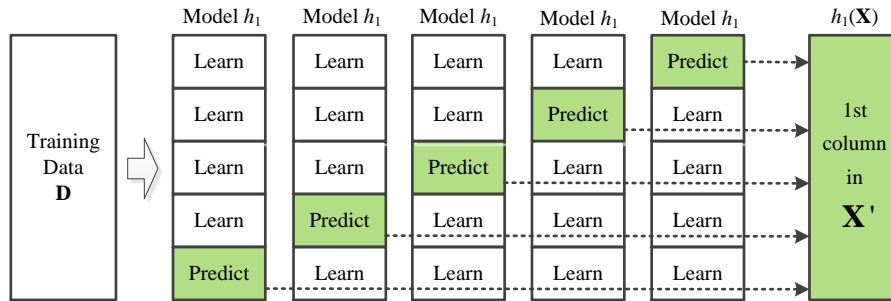 Model h₁ Model h₁ Model h₁ Model h₁ Model h₁ h₁(X)
Learn Learn Learn Learn Predict
Learn Learn Learn Predict Learn
Training
Data
D
Learn Learn Predict Learn Learn
Learn Predict Learn Learn Learn
Predict Learn Learn Learn Learn
1st
column
in
X'